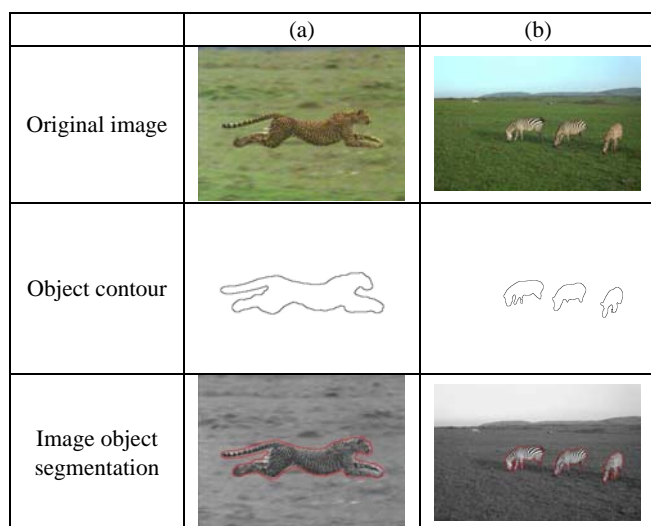 (a)
(b)
Original image
Object contour
Image object
segmentation